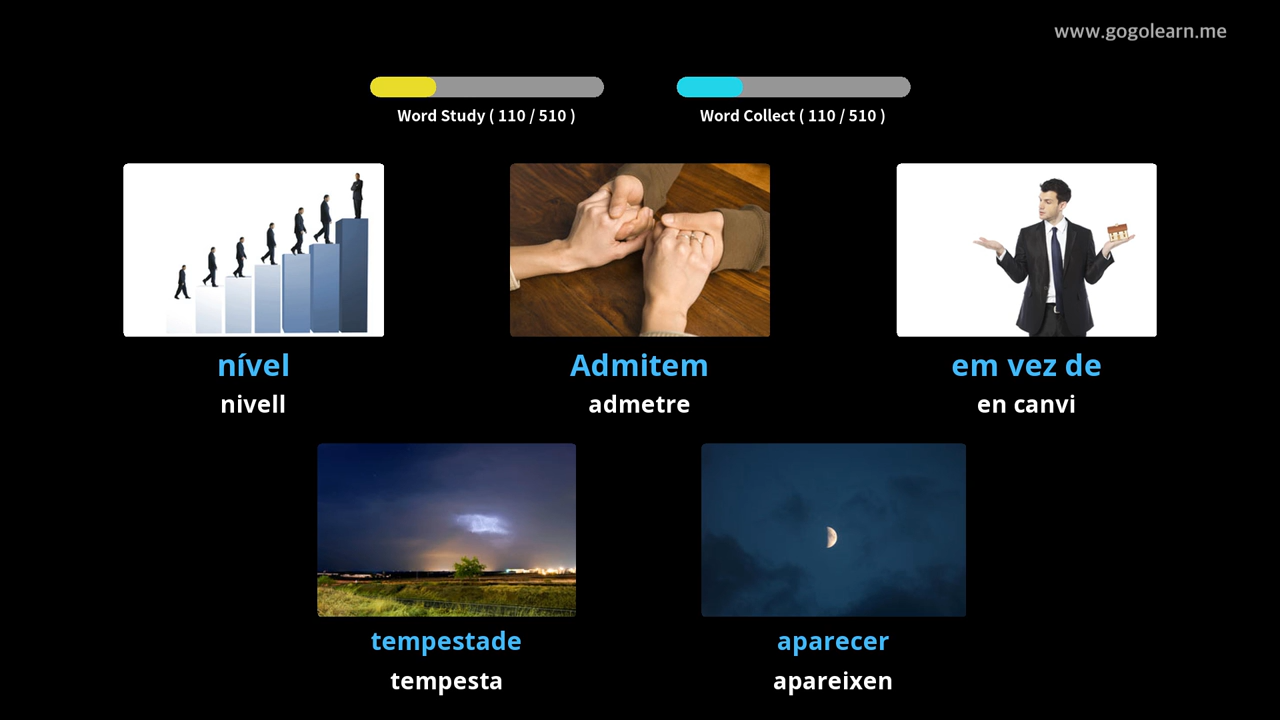 www.gogolearn.me
Word Study ( 110 / 510 )
Word Collect ( 110 / 510 )
nível
nivell
Admitem
admetre
em vez de
en canvi
tempestade
tempesta
aparecer
apareixen